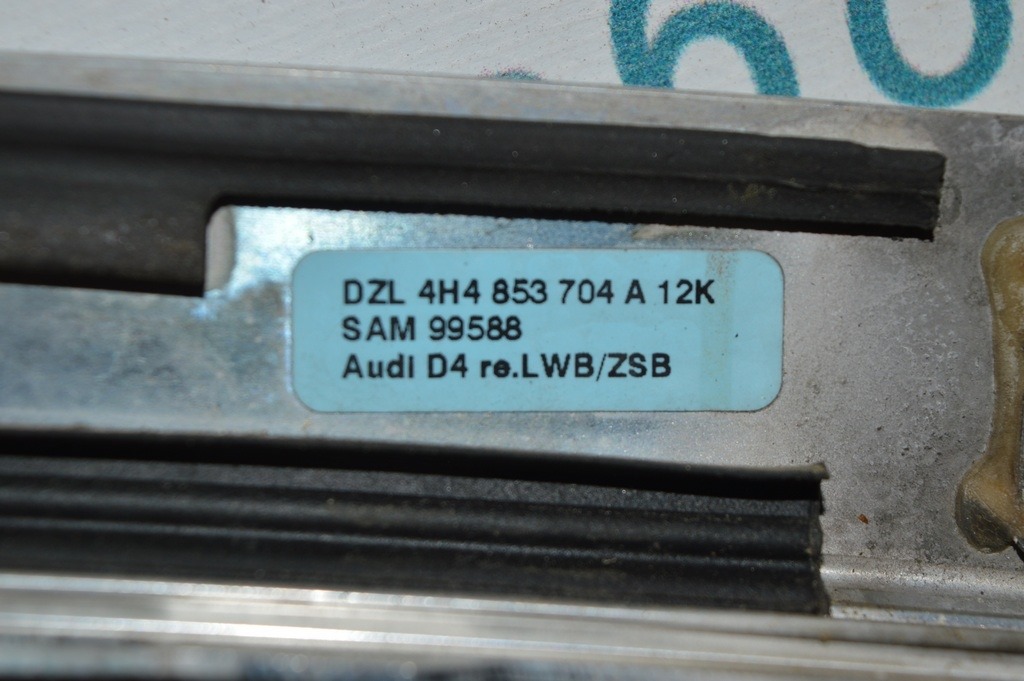 DZL 4H4 853 704 A 12K
SAM 99588
Audi D4 re.LWB/ZSB